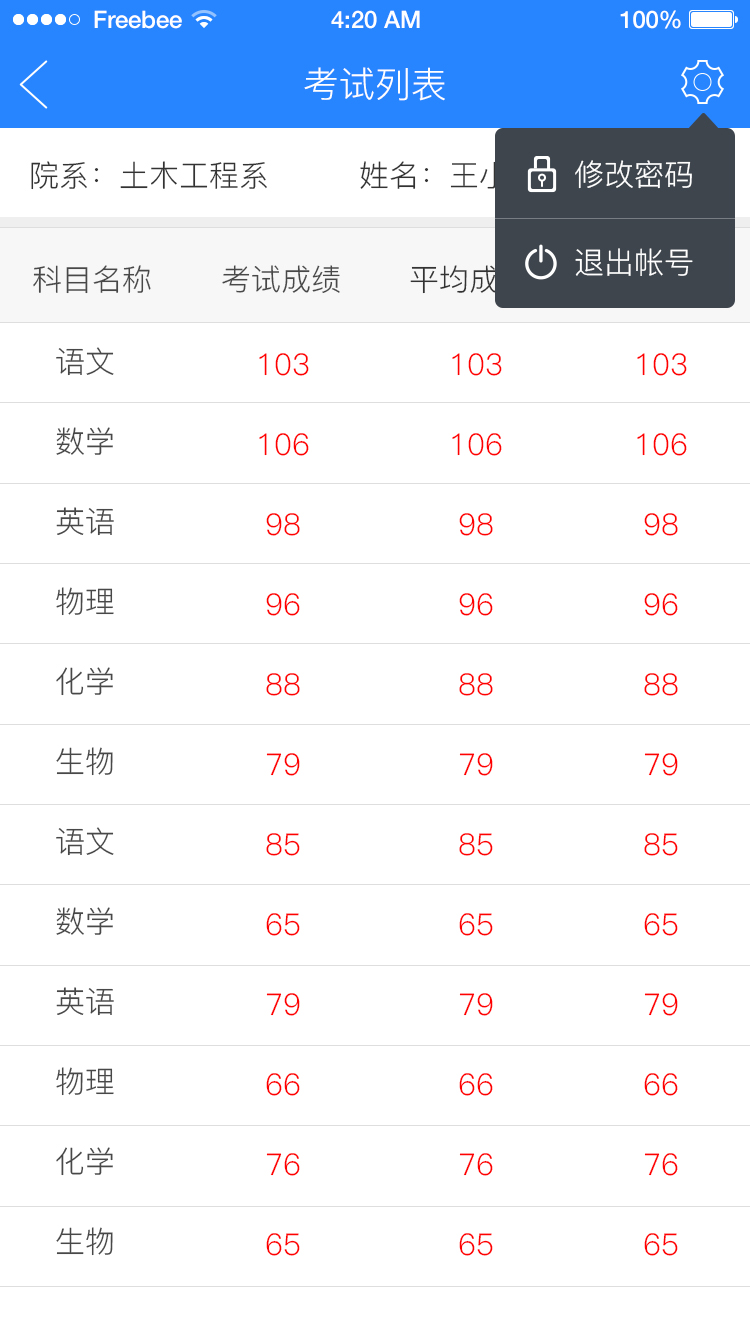 Freebee 4:20 AM 100%
考试列表
院系：土木工程系 姓名：王小
修改密码
退出帐号
科目名称 考试成绩 平均成
语文 103 103 103
数学 106 106 106
英语 98 98 98
物理 96 96 96
化学 88 88 88
生物 79 79 79
语文 85 85 85
数学 65 65 65
英语 79 79 79
物理 66 66 66
化学 76 76 76
生物 65 65 65